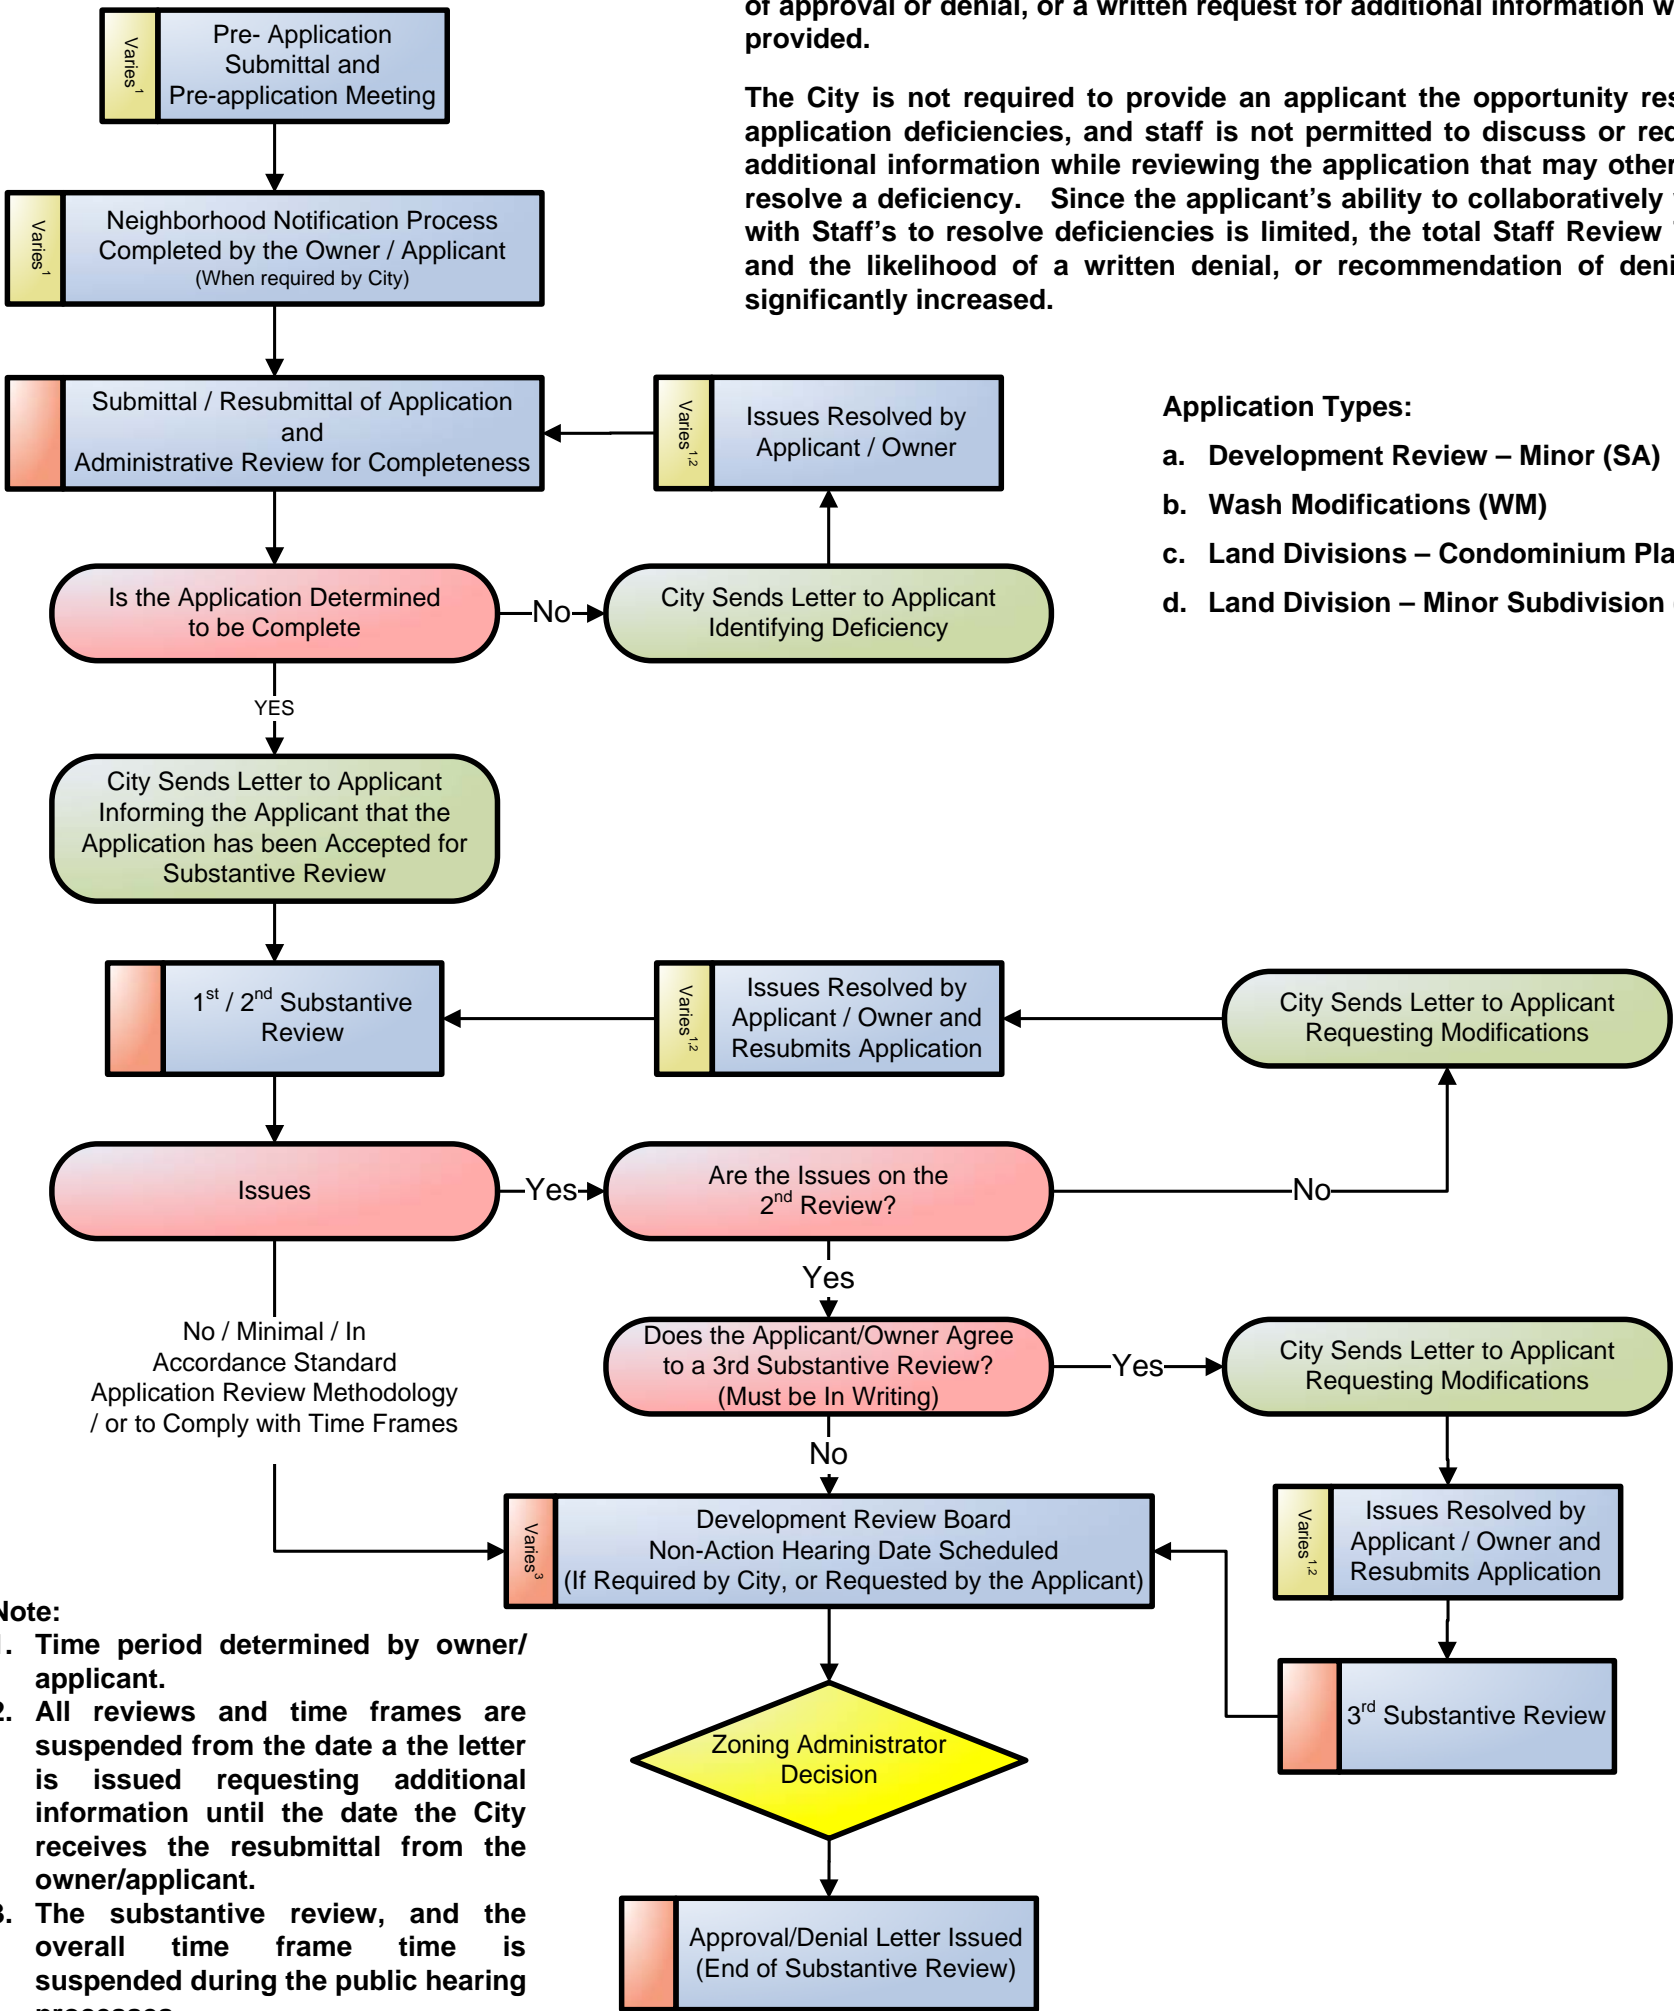 of approval or denial, or a written request for additional information
provided.
The City is not required to provide an applicant the opportunity
application deficiencies, and staff is not permitted to discuss or
additional information while reviewing the application that may
resolve a deficiency. Since the applicant's ability to collaboratively
with Staff's to resolve deficiencies is limited, the total Staff Review
and the likelihood of a written denial, or recommendation of
significantly increased.
Pre- Application
Submittal and
Pre-application Meeting
Varies1
Neighborhood Notification Process
Completed by the Owner / Applicant
(When required by City)
Varies1
Submittal / Resubmittal of Application
and
Administrative Review for Completeness
Varies1,2
Issues Resolved by
Applicant / Owner
Application Types:
a. Development Review – Minor (SA)
b. Wash Modifications (WM)
c. Land Divisions – Condominium
d. Land Division – Minor Subdivision
Is the Application Determined
to be Complete
No
City Sends Letter to Applicant
Identifying Deficiency
YES
City Sends Letter to Applicant
Informing the Applicant that the
Application has been Accepted for
Substantive Review
1st / 2nd Substantive
Review
Varies1,2
Issues Resolved by
Applicant / Owner and
Resubmits Application
City Sends Letter to Applicant
Requesting Modifications
Issues
Yes
Are the Issues on the
2nd Review?
No
Yes
No / Minimal / In
Accordance Standard
Application Review Methodology
/ or to Comply with Time Frames
Does the Applicant/Owner Agree
to a 3rd Substantive Review?
(Must be In Writing)
Yes
City Sends Letter to Applicant
Requesting Modifications
No
Varies3
Development Review Board
Non-Action Hearing Date Scheduled
(If Required by City, or Requested by the Applicant)
Varies1,2
Issues Resolved by
Applicant / Owner and
Resubmits Application
3rd Substantive Review
Zoning Administrator
Decision
Approval/Denial Letter Issued
(End of Substantive Review)
Note:
1. Time period determined by owner/
applicant.
2. All reviews and time frames are
suspended from the date a the letter
is issued requesting additional
information until the date the City
receives the resubmittal from the
owner/applicant.
3. The substantive review, and the
overall time frame time is
suspended during the public hearing